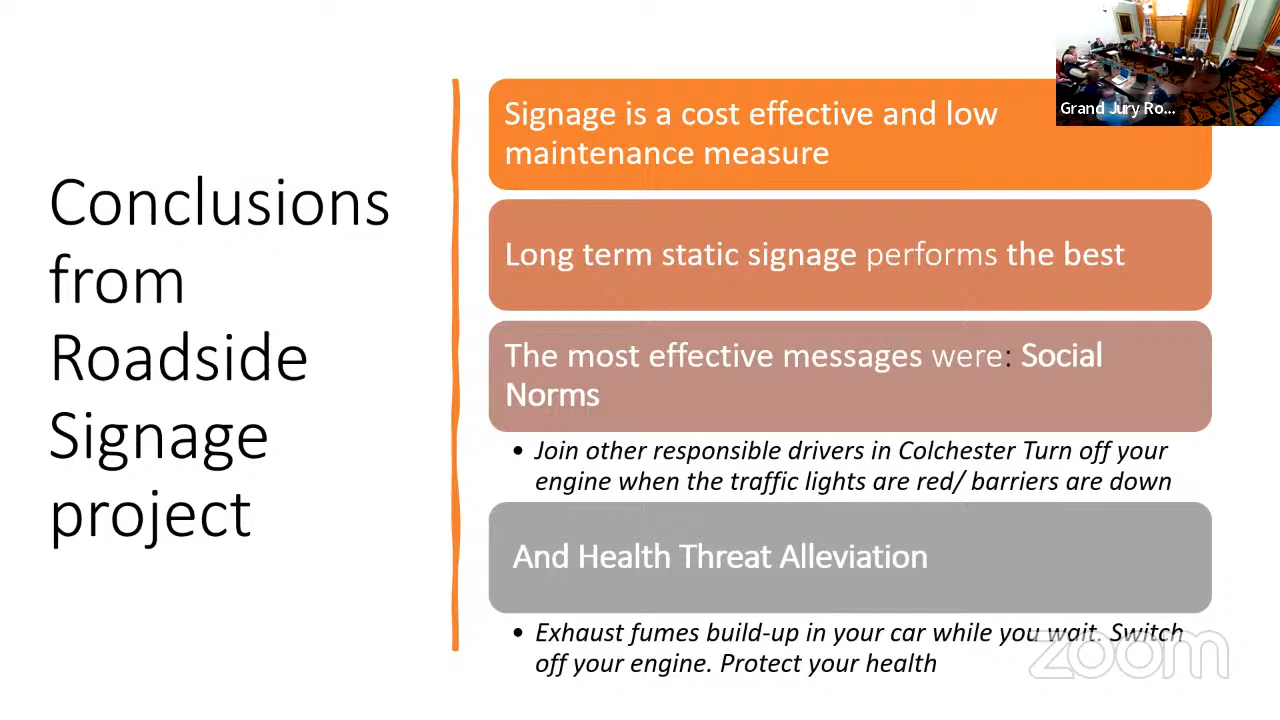 Conclusions
from
Roadside
Signage
project
Signage is a cost effective and low
maintenance measure
Long term static signage performs the best
The most effective messages were: Social
Norms
• Join other responsible drivers in Colchester Turn off your
engine when the traffic lights are red/ barriers are down
And Health Threat Alleviation
• Exhaust fumes build-up in your car while you wait. Switch
off your engine. Protect your health
Grand Jury Ro...
zoom